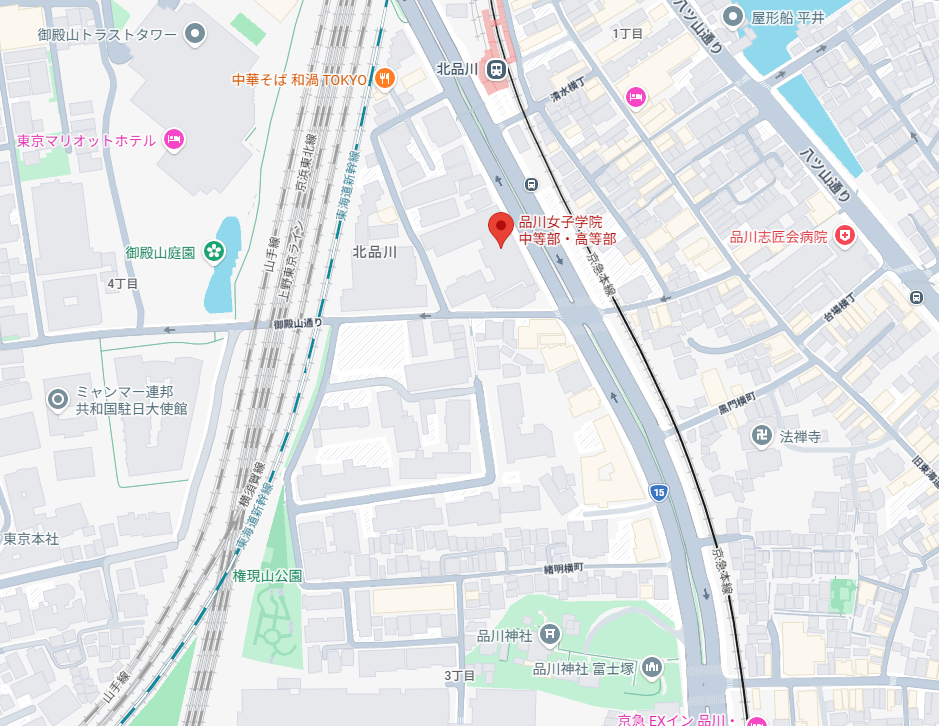 屋形船 平井
八ツ山通り
御殿山トラストタワー
1丁目
北品川
中華そば 和渦 TOKYO
清水横丁
東京マリオットホテル
京浜東北線
東海道新幹線
八ツ山通り
品川女子学院
中等部・高等部
品川志匠会病院
山手線
上野東京ライン
北品川
御殿山庭園
京急本線
4丁目
台場横丁
御殿山通り
ミャンマー連邦
共和国駐日大使館
黒門横町
法禅寺
旧東海道
横須賀線
15
東海道新幹線
東京本社
京急本線
緒明横町
権現山公園
品川神社
品川神社 富士塚
3丁目
山手線
京急 EXイン 品川・